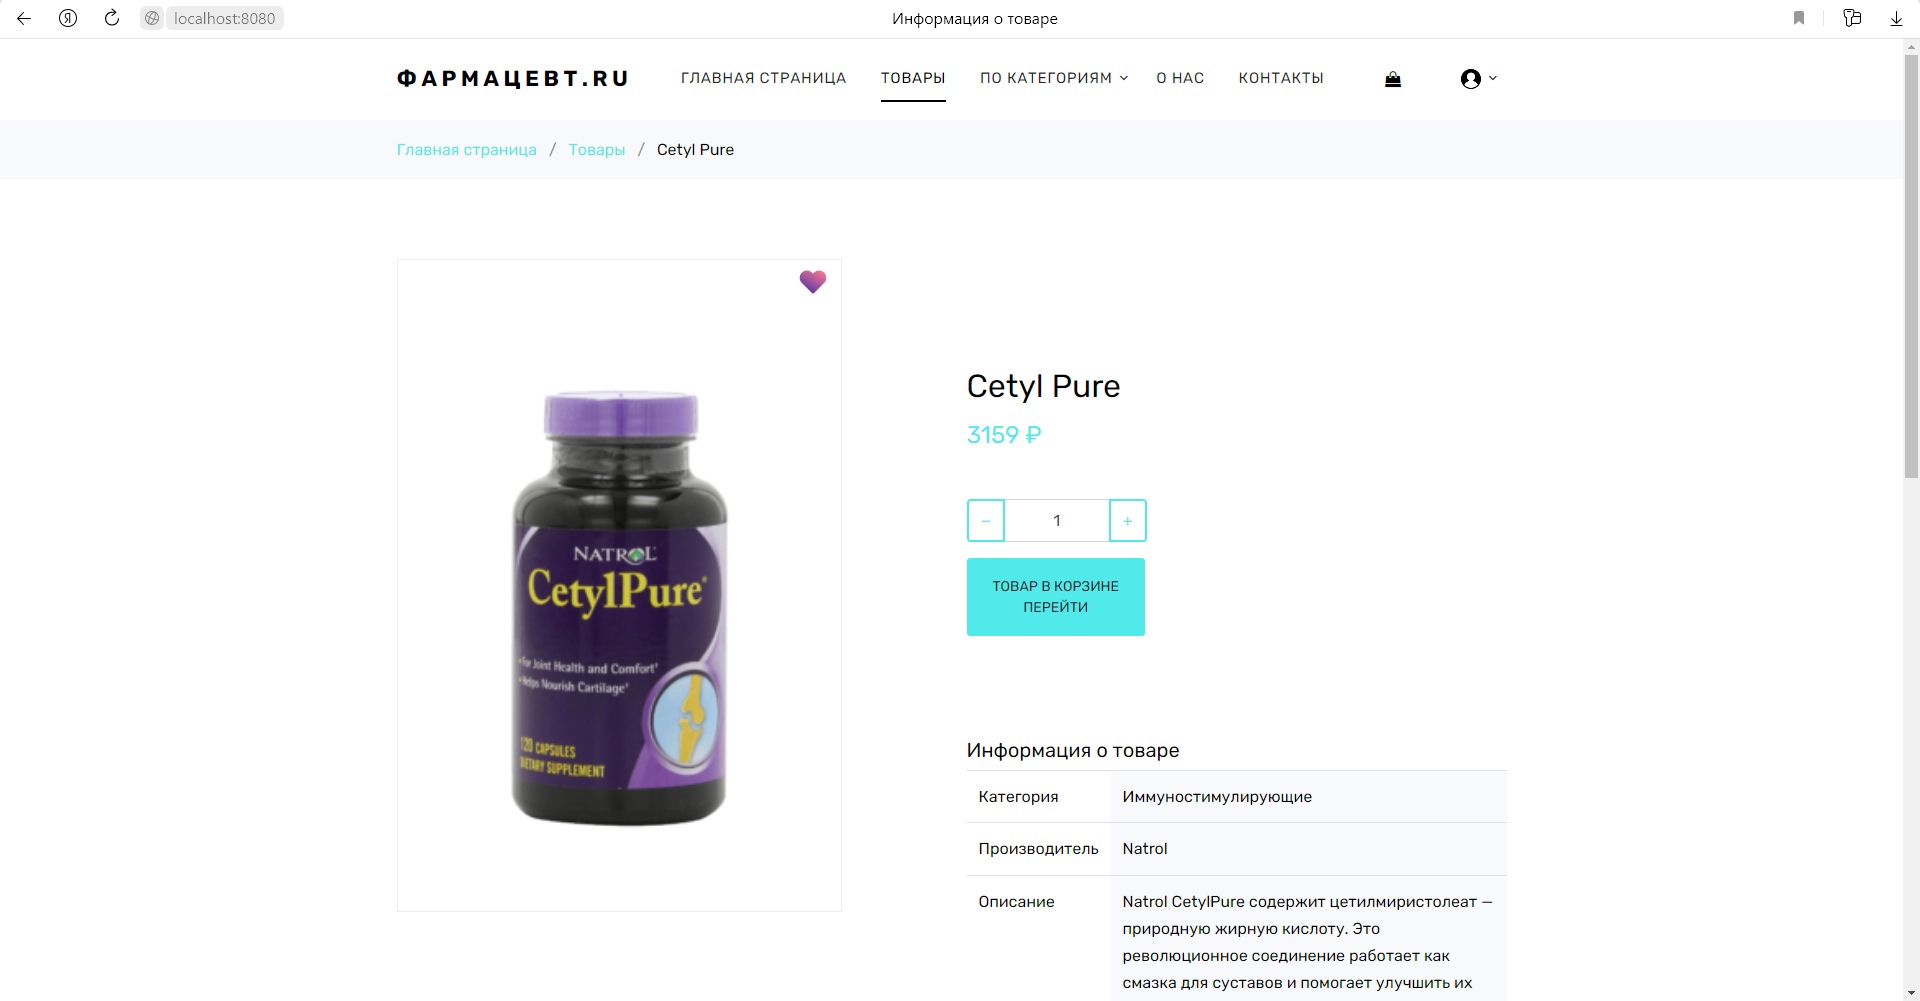 localhost:8080
Информация о товаре
ФАРМАЦЕВТ.RU
ГЛАВНАЯ СТРАНИЦА
ТОВАРЫ
ПО КАТЕГОРИЯМ
О НАС
КОНТАКТЫ
Главная страница / Товары / Cetyl Pure
NATROL
CetylPure®
• For Joint Health and Comfort†
• Helps Nourish Cartilage†
120 CAPSULES
DIETARY SUPPLEMENT
Cetyl Pure
3159 ₽
− 1 +
ТОВАР В КОРЗИНЕ
ПЕРЕЙТИ
Информация о товаре
Категория Иммуностимулирующие
Производитель Natrol
Описание Natrol CetylPure содержит цетилмиристолеат —
природную жирную кислоту. Это
революционное соединение работает как
смазка для суставов и помогает улучшить их